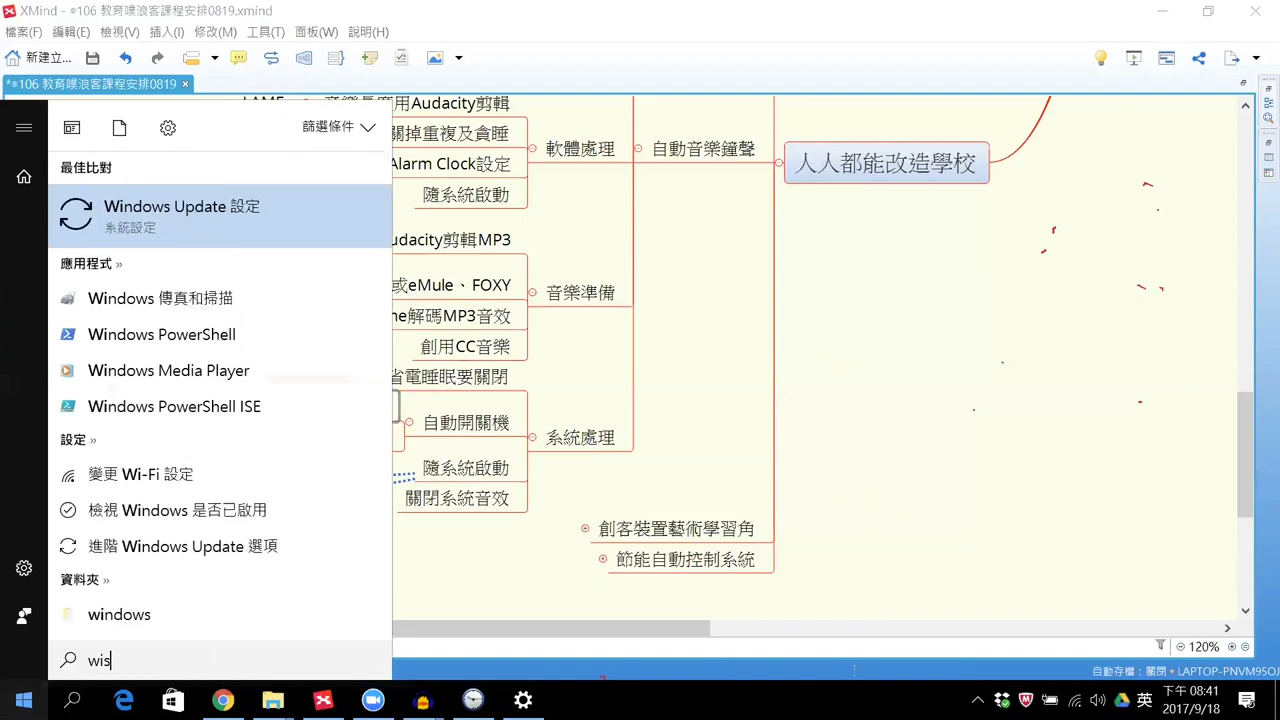 XMind - *106 教育噗浪客課程安排0819.xmind
檔案(F) 編輯(E) 檢視(V) 插入(I) 修改(M) 工具(T) 面板(W) 說明(H)
新建立...
*106 教育噗浪客課程安排0819
篩選條件
最佳比對
Windows Update 設定
系統設定
應用程式 »
Windows 傳真和掃描
Windows PowerShell
Windows Media Player
Windows PowerShell ISE
設定 »
變更 Wi-Fi 設定
檢視 Windows 是否已啟用
進階 Windows Update 選項
資料夾 »
windows
wis
用Audacity剪輯
關掉重複及貪睡
Alarm Clock設定
隨系統啟動
軟體處理
自動音樂鐘聲
人人都能改造學校
udacity剪輯MP3
或eMule、FOXY
ne解碼MP3音效
創用CC音樂
音樂準備
省電睡眠要關閉
自動開關機
隨系統啟動
關閉系統音效
系統處理
創客裝置藝術學習角
節能自動控制系統
120%
自動存檔：關閉 LAPTOP-PNVM95OJ
英
下午 08:41
2017/9/18